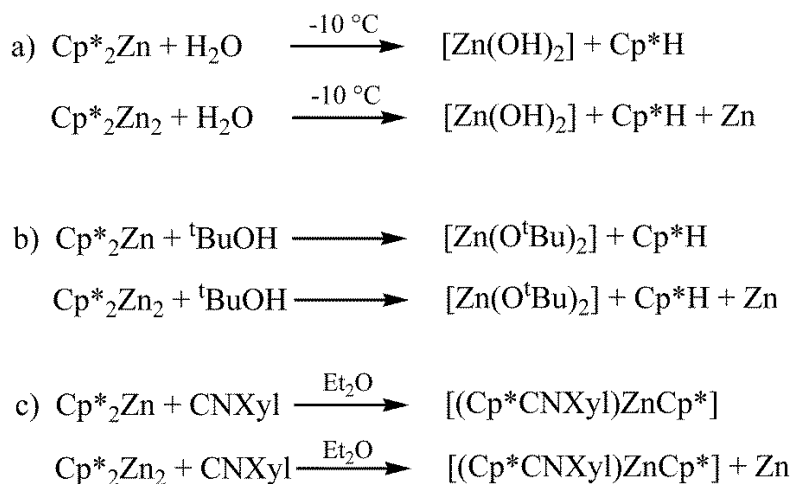 a) Cp*₂Zn + H₂O -10 °C [Zn(OH)₂] + Cp*H
Cp*₂Zn₂ + H₂O -10 °C [Zn(OH)₂] + Cp*H + Zn
b) Cp*₂Zn + ᵗBuOH [Zn(OᵗBu)₂] + Cp*H
Cp*₂Zn₂ + ᵗBuOH [Zn(OᵗBu)₂] + Cp*H + Zn
c) Cp*₂Zn + CNXyl Et₂O [(Cp*CNXyl)ZnCp*]
Cp*₂Zn₂ + CNXyl Et₂O [(Cp*CNXyl)ZnCp*] + Zn